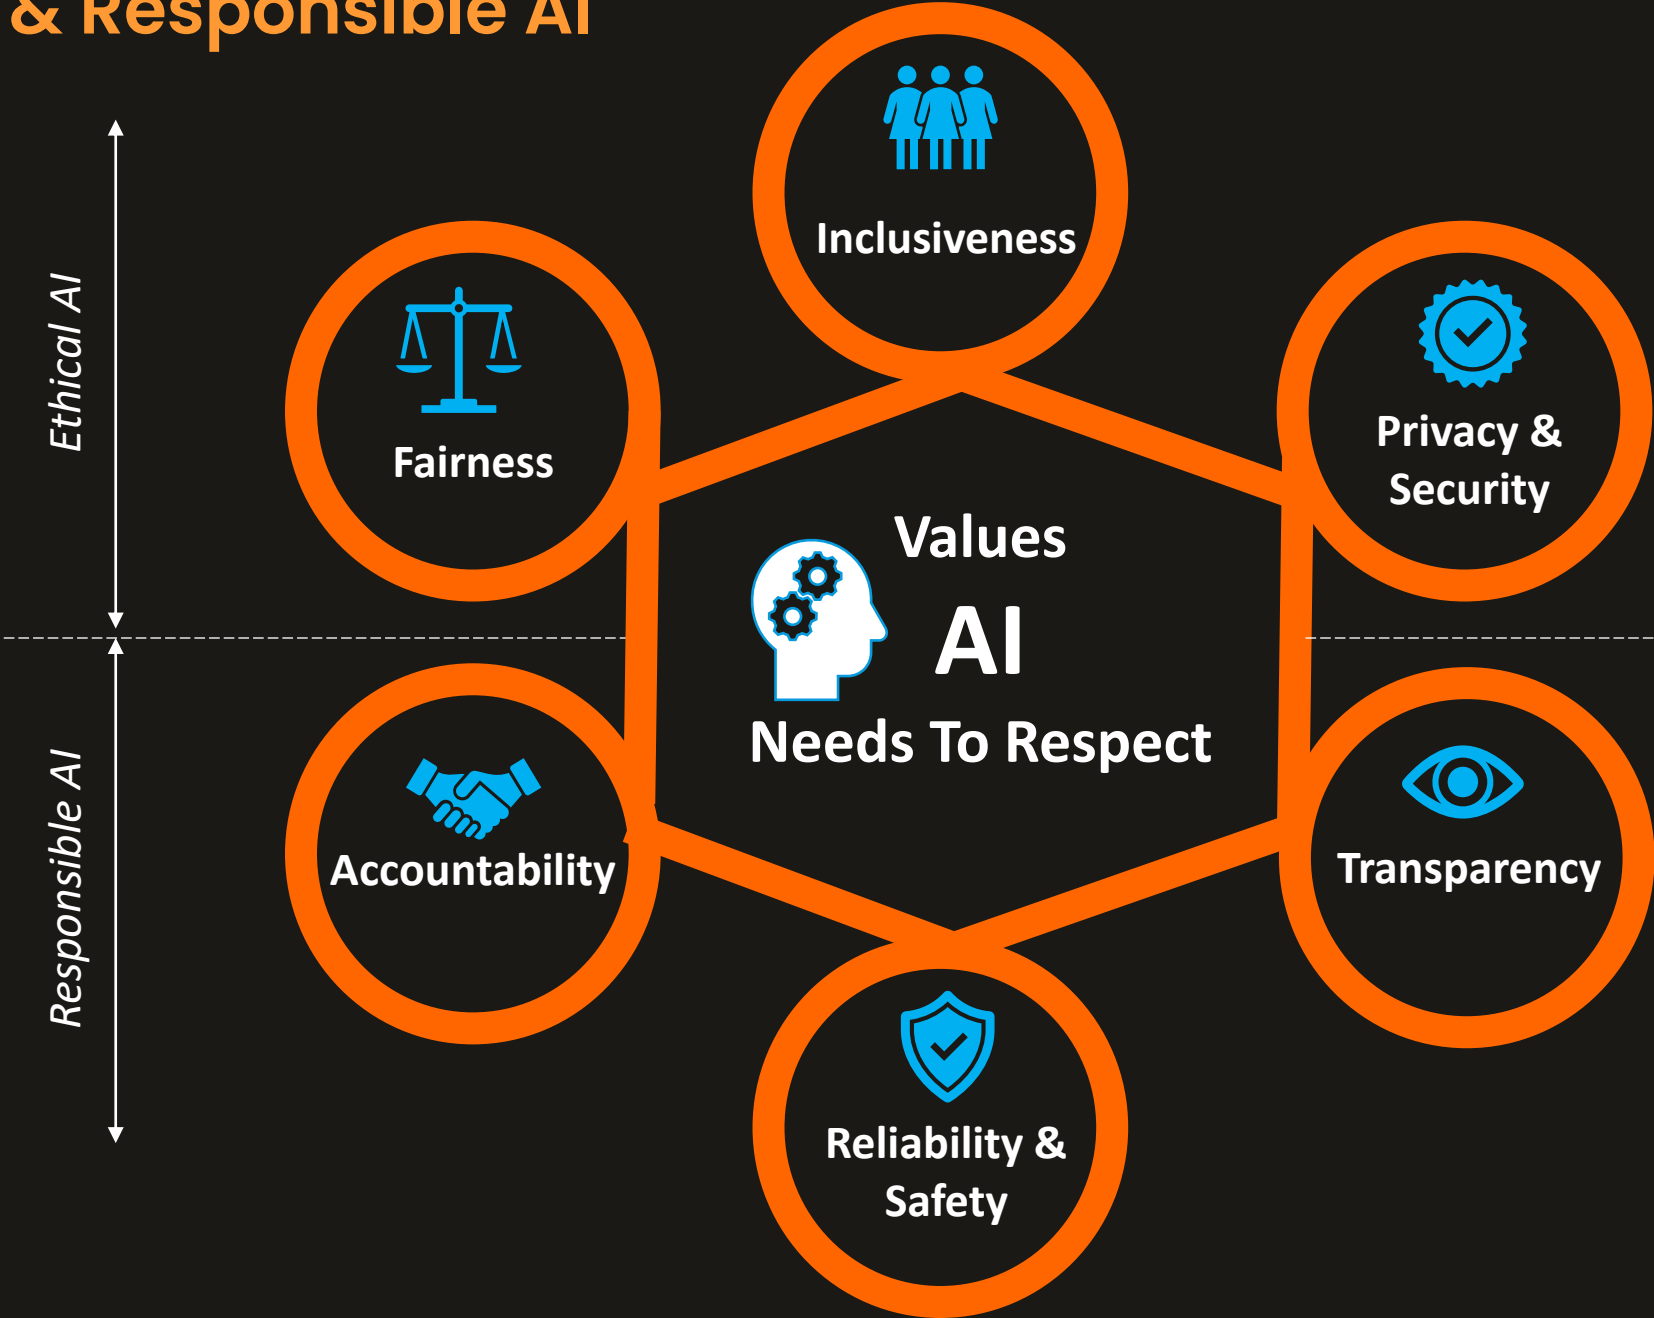 & Responsible AI
Inclusiveness
Ethical AI
Fairness
Privacy &
Security
Values
AI
Needs To Respect
Responsible AI
Accountability
Transparency
Reliability &
Safety